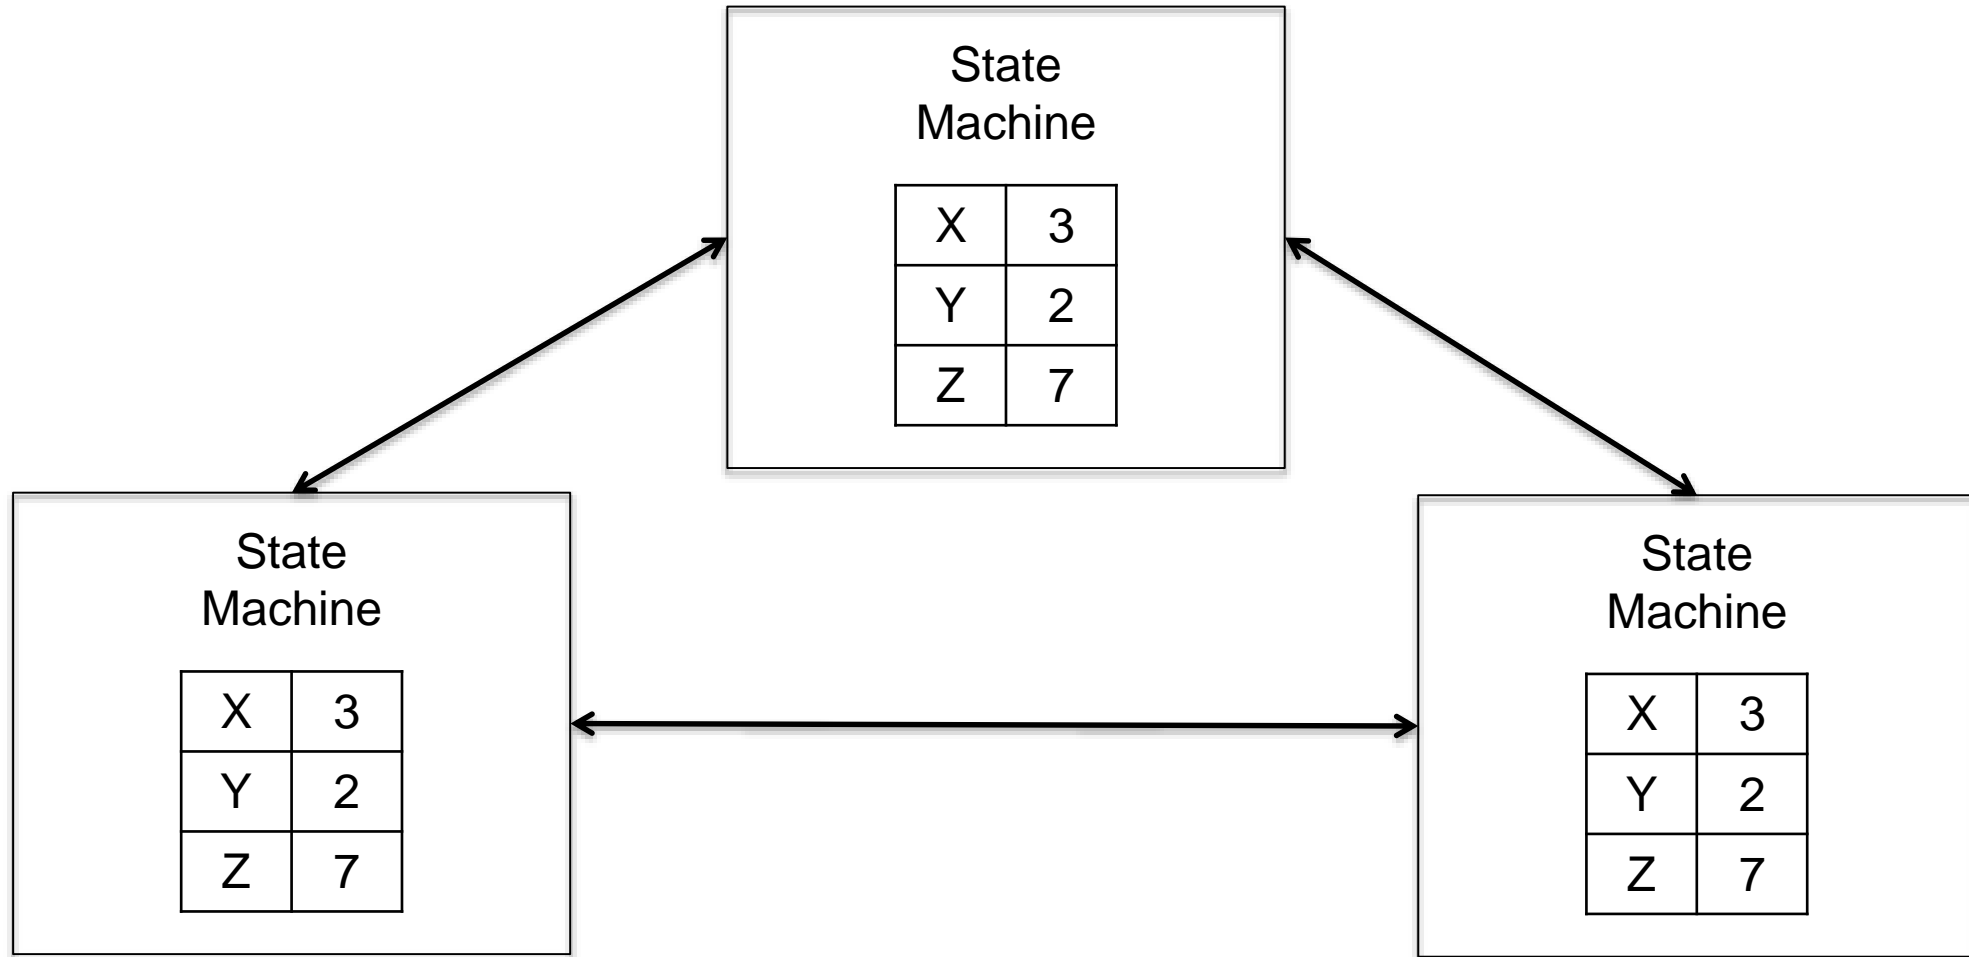 State
Machine
X 3
Y 2
Z 7
State
Machine
X 3
Y 2
Z 7
State
Machine
X 3
Y 2
Z 7